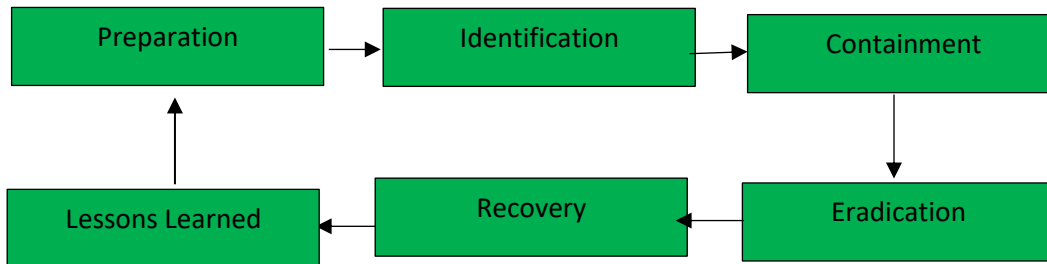 Preparation
Identification
Containment
Lessons Learned
Recovery
Eradication